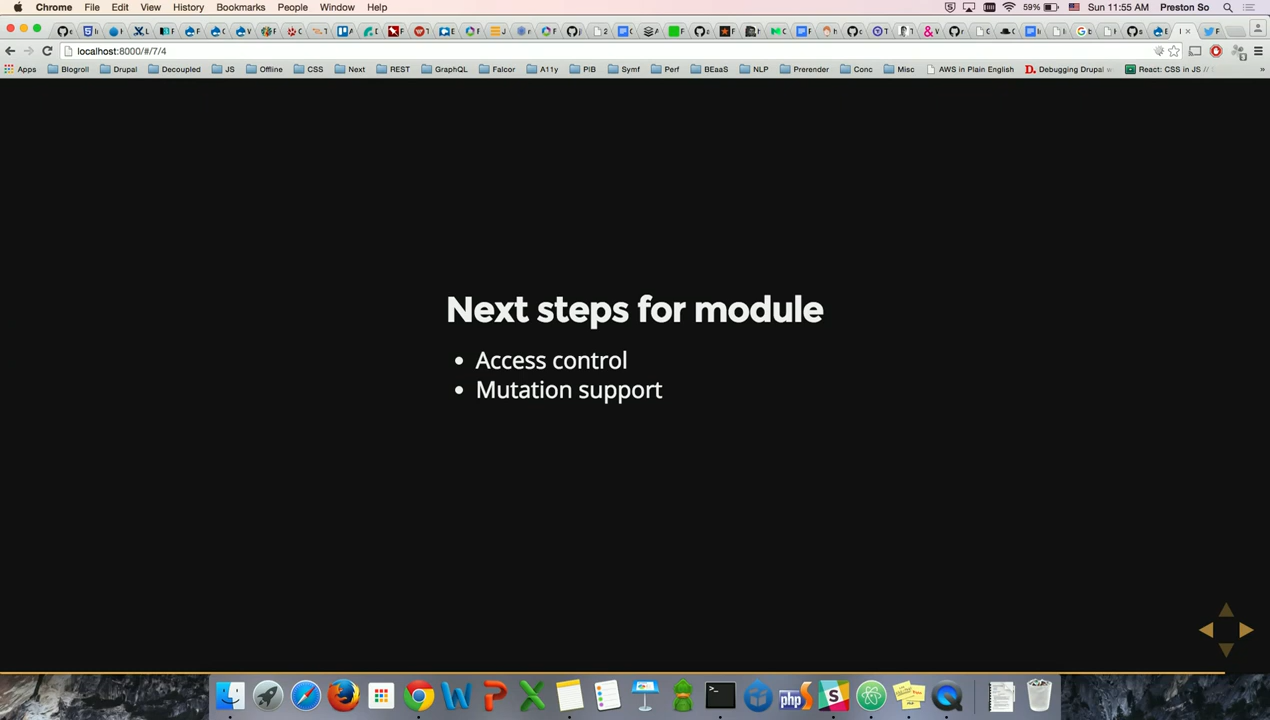 Chrome File Edit View History Bookmarks People Window Help 59% Sun 11:55 AM Preston So
localhost:8000/#/7/4
Apps Blogroll Drupal Decoupled JS Offline CSS Next REST GraphQL Falcor A11y PIB Symf Perf BEaaS NLP Prerender Conc Misc AWS in Plain English Debugging Drupal React: CSS in JS // »
Next steps for module
• Access control
• Mutation support
php